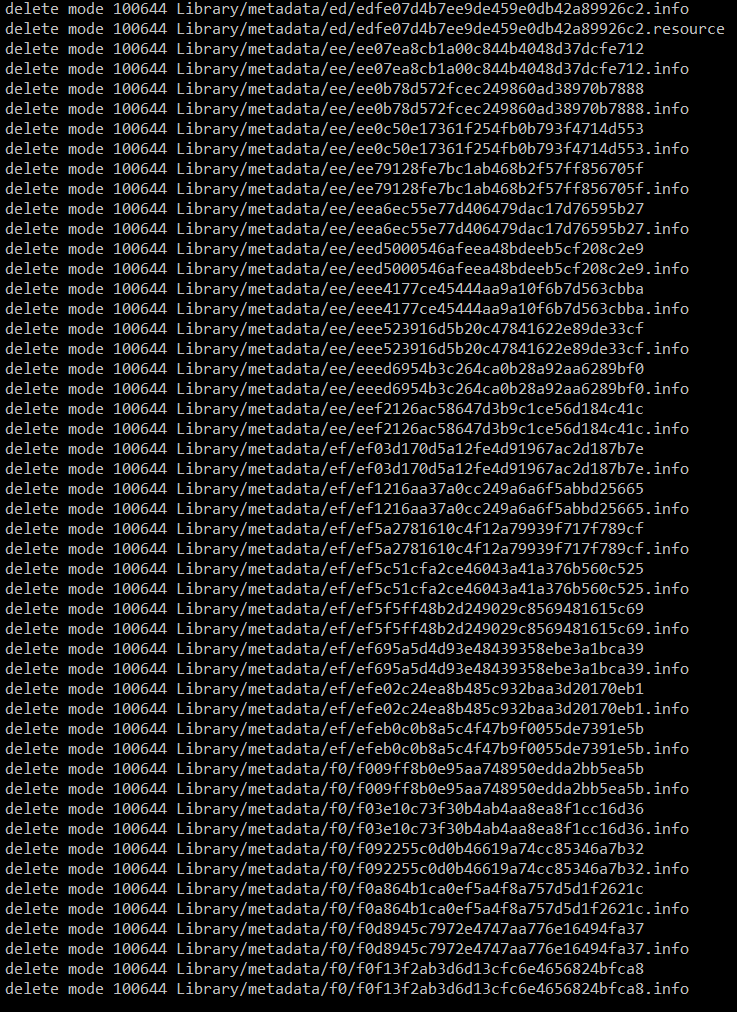 delete mode 100644 Library/metadata/ed/edfe07d4b7ee9de459e0db42a89926c2.info
delete mode 100644 Library/metadata/ed/edfe07d4b7ee9de459e0db42a89926c2.resource
delete mode 100644 Library/metadata/ee/ee07ea8cb1a00c844b4048d37dcfe712
delete mode 100644 Library/metadata/ee/ee07ea8cb1a00c844b4048d37dcfe712.info
delete mode 100644 Library/metadata/ee/ee0b78d572fcec249860ad38970b7888
delete mode 100644 Library/metadata/ee/ee0b78d572fcec249860ad38970b7888.info
delete mode 100644 Library/metadata/ee/ee0c50e17361f254fb0b793f4714d553
delete mode 100644 Library/metadata/ee/ee0c50e17361f254fb0b793f4714d553.info
delete mode 100644 Library/metadata/ee/ee79128fe7bc1ab468b2f57ff856705f
delete mode 100644 Library/metadata/ee/ee79128fe7bc1ab468b2f57ff856705f.info
delete mode 100644 Library/metadata/ee/eea6ec55e77d406479dac17d76595b27
delete mode 100644 Library/metadata/ee/eea6ec55e77d406479dac17d76595b27.info
delete mode 100644 Library/metadata/ee/eed5000546afeea48bdeeb5cf208c2e9
delete mode 100644 Library/metadata/ee/eed5000546afeea48bdeeb5cf208c2e9.info
delete mode 100644 Library/metadata/ee/eee4177ce45444aa9a10f6b7d563cbba
delete mode 100644 Library/metadata/ee/eee4177ce45444aa9a10f6b7d563cbba.info
delete mode 100644 Library/metadata/ee/eee523916d5b20c47841622e89de33cf
delete mode 100644 Library/metadata/ee/eee523916d5b20c47841622e89de33cf.info
delete mode 100644 Library/metadata/ee/eeed6954b3c264ca0b28a92aa6289bf0
delete mode 100644 Library/metadata/ee/eeed6954b3c264ca0b28a92aa6289bf0.info
delete mode 100644 Library/metadata/ee/eef2126ac58647d3b9c1ce56d184c41c
delete mode 100644 Library/metadata/ee/eef2126ac58647d3b9c1ce56d184c41c.info
delete mode 100644 Library/metadata/ef/ef03d170d5a12fe4d91967ac2d187b7e
delete mode 100644 Library/metadata/ef/ef03d170d5a12fe4d91967ac2d187b7e.info
delete mode 100644 Library/metadata/ef/ef1216aa37a0cc249a6a6f5abbd25665
delete mode 100644 Library/metadata/ef/ef1216aa37a0cc249a6a6f5abbd25665.info
delete mode 100644 Library/metadata/ef/ef5a2781610c4f12a79939f717f789cf
delete mode 100644 Library/metadata/ef/ef5a2781610c4f12a79939f717f789cf.info
delete mode 100644 Library/metadata/ef/ef5c51cfa2ce46043a41a376b560c525
delete mode 100644 Library/metadata/ef/ef5c51cfa2ce46043a41a376b560c525.info
delete mode 100644 Library/metadata/ef/ef5f5ff48b2d249029c8569481615c69
delete mode 100644 Library/metadata/ef/ef5f5ff48b2d249029c8569481615c69.info
delete mode 100644 Library/metadata/ef/ef695a5d4d93e48439358ebe3a1bca39
delete mode 100644 Library/metadata/ef/ef695a5d4d93e48439358ebe3a1bca39.info
delete mode 100644 Library/metadata/ef/efe02c24ea8b485c932baa3d20170eb1
delete mode 100644 Library/metadata/ef/efe02c24ea8b485c932baa3d20170eb1.info
delete mode 100644 Library/metadata/ef/efeb0c0b8a5c4f47b9f0055de7391e5b
delete mode 100644 Library/metadata/ef/efeb0c0b8a5c4f47b9f0055de7391e5b.info
delete mode 100644 Library/metadata/f0/f009ff8b0e95aa748950edda2bb5ea5b
delete mode 100644 Library/metadata/f0/f009ff8b0e95aa748950edda2bb5ea5b.info
delete mode 100644 Library/metadata/f0/f03e10c73f30b4ab4aa8ea8f1cc16d36
delete mode 100644 Library/metadata/f0/f03e10c73f30b4ab4aa8ea8f1cc16d36.info
delete mode 100644 Library/metadata/f0/f092255c0d0b46619a74cc85346a7b32
delete mode 100644 Library/metadata/f0/f092255c0d0b46619a74cc85346a7b32.info
delete mode 100644 Library/metadata/f0/f0a864b1ca0ef5a4f8a757d5d1f2621c
delete mode 100644 Library/metadata/f0/f0a864b1ca0ef5a4f8a757d5d1f2621c.info
delete mode 100644 Library/metadata/f0/f0d8945c7972e4747aa776e16494fa37
delete mode 100644 Library/metadata/f0/f0d8945c7972e4747aa776e16494fa37.info
delete mode 100644 Library/metadata/f0/f0f13f2ab3d6d13cfc6e4656824bfca8
delete mode 100644 Library/metadata/f0/f0f13f2ab3d6d13cfc6e4656824bfca8.info